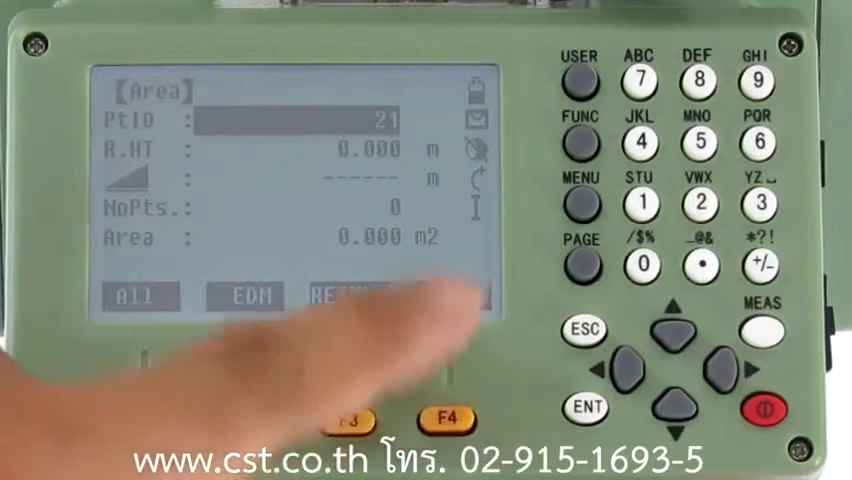 【Area】
PtID : 21
R.HT : 0.000 m
: ------ m
NoPts.: 0
Area : 0.000 m2
All EDM
USER ABC DEF GHI
7 8 9
FUNC JKL MNO PQR
4 5 6
MENU STU VWX YZ␣
1 2 3
PAGE /$% _@& *?!
0 • +/-
MEAS
ESC
ENT
F3 F4
www.cst.co.th โทร. 02-915-1693-5